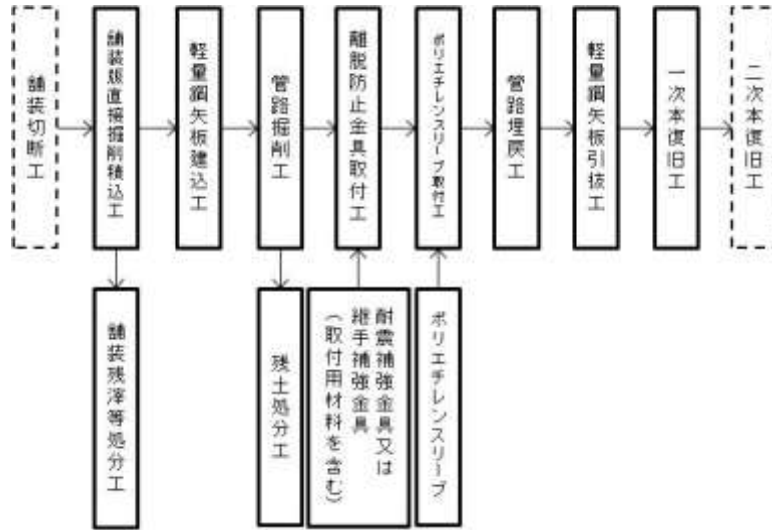 舗装切断工
舗装版直接掘削積込工
軽量鋼矢板建込工
管路掘削工
離脱防止金具取付工
ポリエチレンスリーブ取付工
管路埋戻工
軽量鋼矢板引抜工
一次本復旧工
二次本復旧工
舗装残滓等処分工
残土処分工
耐震補強金具又は
継手補強金具
(取付用材料を含む)
ポリエチレンスリーブ